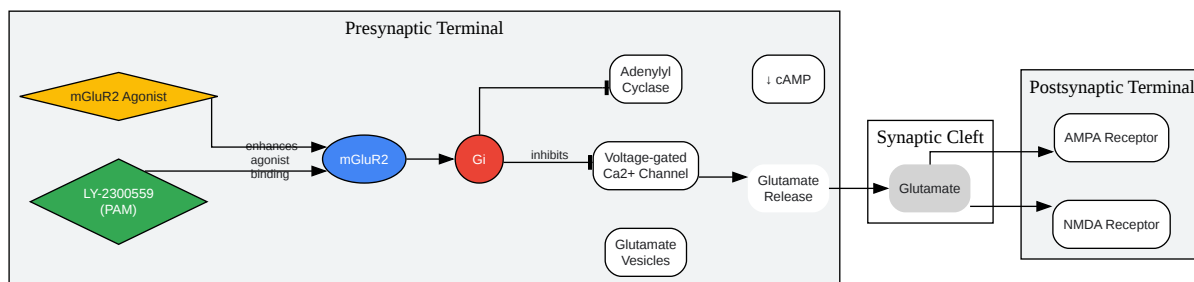 Presynaptic Terminal
mGluR2 Agonist
LY-2300559
(PAM)
enhances
agonist
binding
mGluR2
Gi
inhibits
Adenylyl
Cyclase
↓ cAMP
Voltage-gated
Ca2+ Channel
Glutamate
Release
Glutamate
Vesicles
Synaptic Cleft
Glutamate
Postsynaptic Terminal
AMPA Receptor
NMDA Receptor